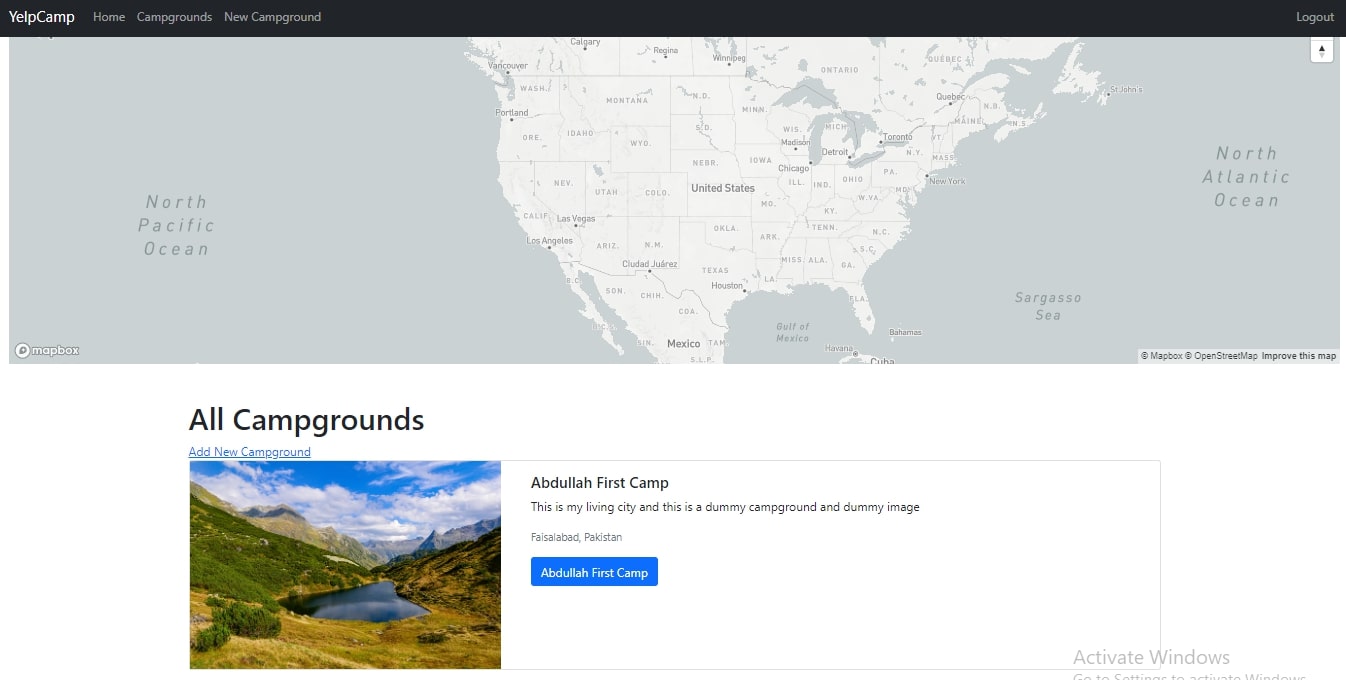 YelpCamp Home Campgrounds New Campground Logout
Calgary
Regina
Winnipeg
Vancouver
ONTARIO
QUÉBEC
St John's
WASH.
MONTANA
N.D.
MINN.
Quebec
N.B.
Portland
MAINE
N.S.
ORE.
IDAHO
WYO.
S.D.
WIS.
MICH.
Toronto
VT.
Madison
Detroit
N.Y.
MASS.
NEBR.
IOWA
Chicago
PA.
United States
NEV.
UTAH
COLO.
ILL.
IND.
OHIO
MD.
New York
W.VA.
North
Atlantic
Ocean
North
Pacific
Ocean
CALIF.
Las Vegas
MO.
KY.
OKLA.
TENN.
N.C.
Los Angeles
ARIZ.
N.M.
ARK.
S.C.
Ciudad Juárez
TEXAS
MISS.
ALA.
GA.
B.C.
SON.
CHIH.
Houston
LA.
FLA.
COA.
Sargasso
Sea
B.C.S.
Gulf of
Mexico
Bahamas
SIN.
Mexico
TAM.
Havana
S.L.P.
Cuba
mapbox
© Mapbox © OpenStreetMap Improve this map
All Campgrounds
Add New Campground
Abdullah First Camp
This is my living city and this is a dummy campground and dummy image
Faisalabad, Pakistan
Abdullah First Camp
Activate Windows
Go to Settings to activate Windows.